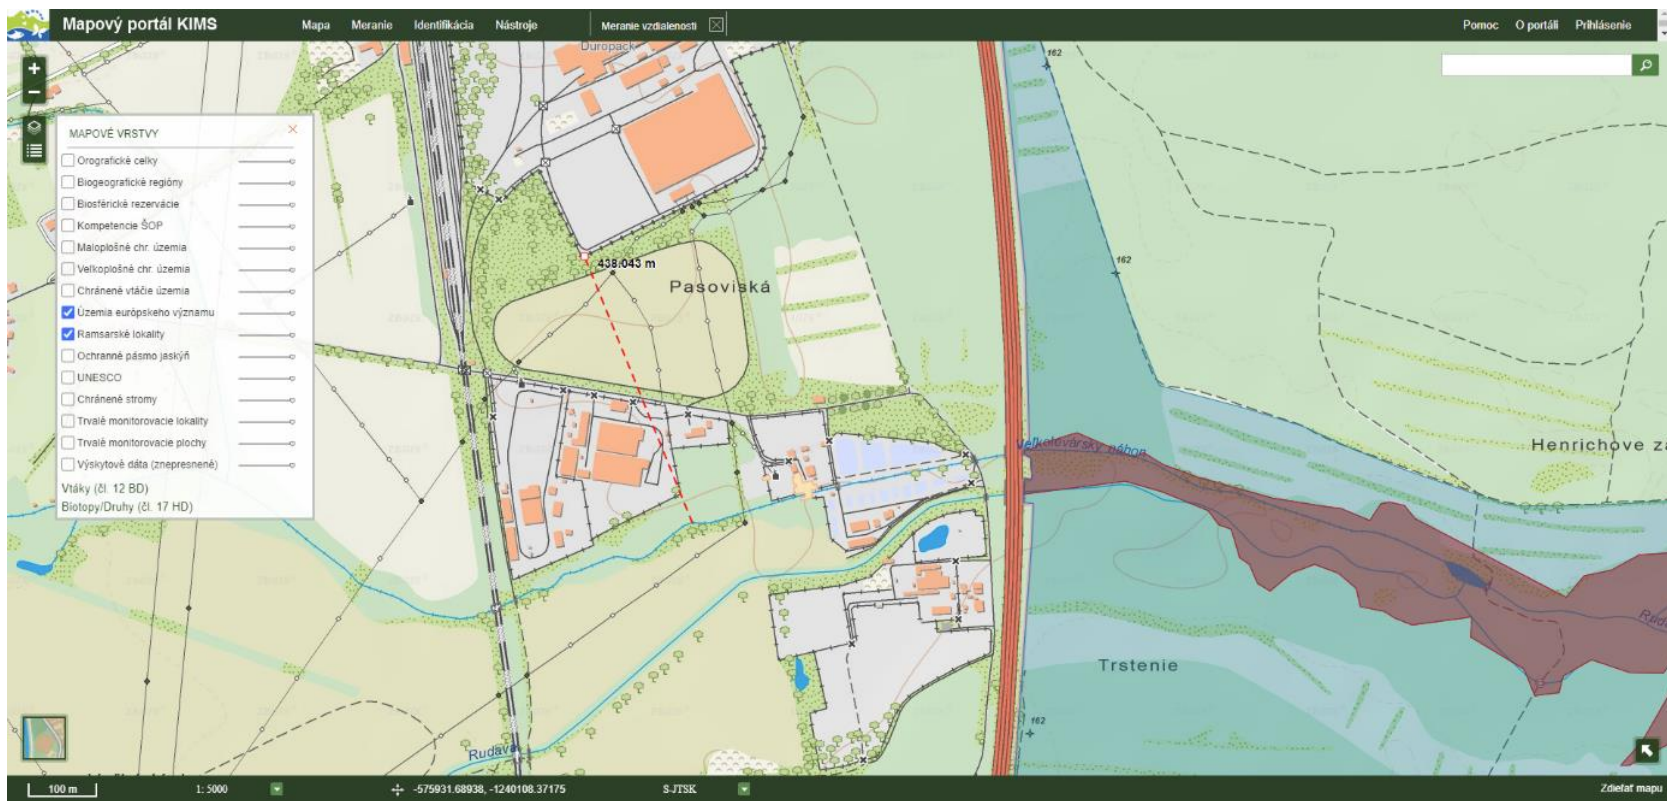 Mapový portál KIMS
Mapa Meranie Identifikácia Nástroje
Meranie vzdialenosti
Pomoc O portáli Prihlásenie
Duropack
162
MAPOVÉ VRSTVY
Orografické celky
Biogeografické regióny
Biosférické rezervácie
Kompetencie ŠOP
Maloplošné chr. územia
Veľkoplošné chr. územia
Chránené vtáčie územia
Územia európskeho významu
Ramsarské lokality
Ochranné pásmo jaskýň
UNESCO
Chránené stromy
Trvalé monitorovacie lokality
Trvalé monitorovacie plochy
Výskytové dáta (znepresnené)
Vtáky (čl. 12 BD)
Biotopy/Druhy (čl. 17 HD)
162
438.043 m
Pasoviská
Veľkolevársky náhon
Henrichove
Trstenie
162
Rudava
100 m
1: 5000
-575931.68938, -1240108.37175
S-JTSK
Zdieľať mapu